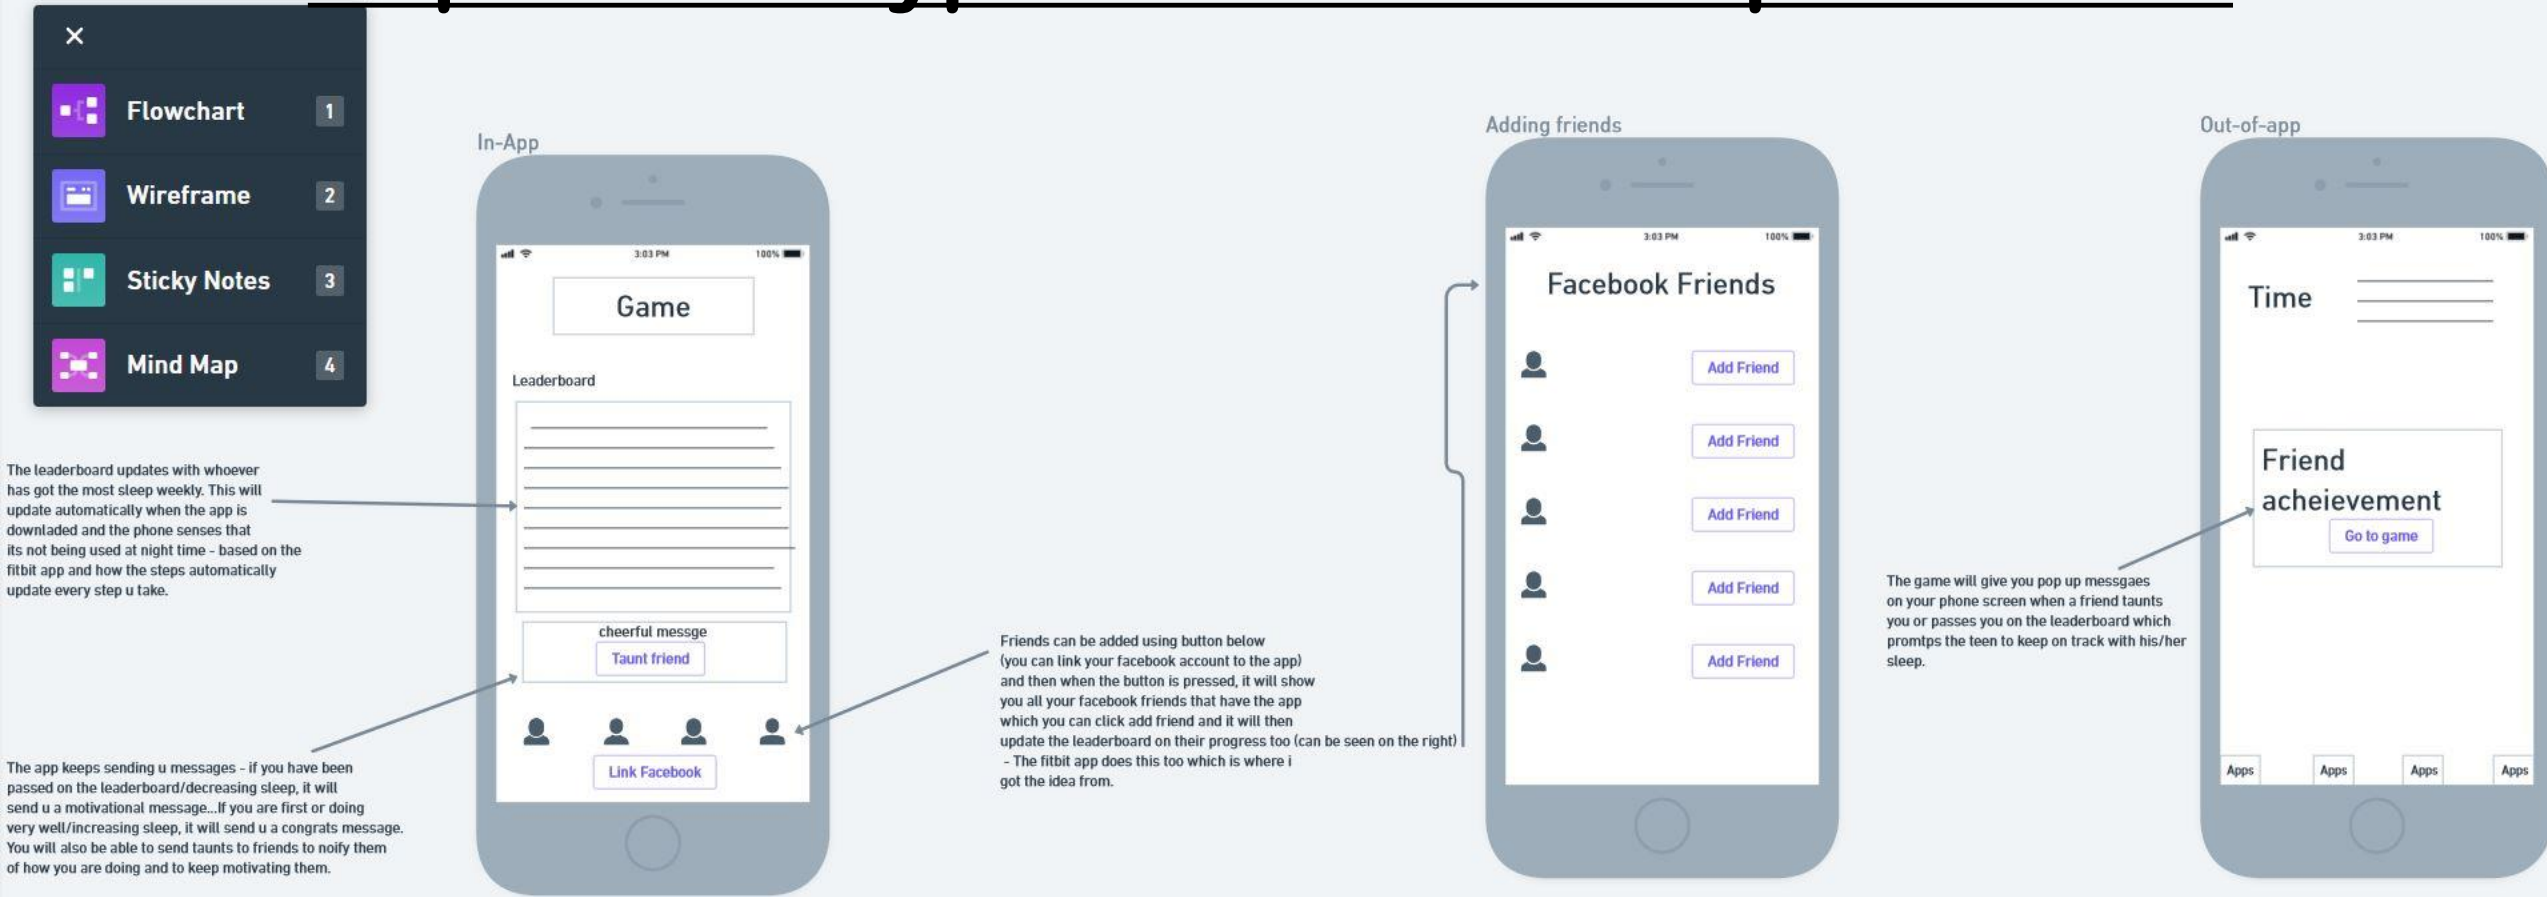 Flowchart 1
Wireframe 2
Sticky Notes 3
Mind Map 4
The leaderboard updates with whoever
has got the most sleep weekly. This will
update automatically when the app is
downladed and the phone senses that
its not being used at night time - based on the
fitbit app and how the steps automatically
update every step u take.
The app keeps sending u messages - if you have been
passed on the leaderboard/decreasing sleep, it will
send u a motivational message...If you are first or doing
very well/increasing sleep, it will send u a congrats message.
You will also be able to send taunts to friends to noify them
of how you are doing and to keep motivating them.
In-App
3:03 PM 100%
Game
Leaderboard
cheerful messge
Taunt friend
Link Facebook
Friends can be added using button below
(you can link your facebook account to the app)
and then when the button is pressed, it will show
you all your facebook friends that have the app
which you can click add friend and it will then
update the leaderboard on their progress too (can be seen on the right)
- The fitbit app does this too which is where i
got the idea from.
Adding friends
3:03 PM 100%
Facebook Friends
Add Friend
Add Friend
Add Friend
Add Friend
Add Friend
The game will give you pop up messgaes
on your phone screen when a friend taunts
you or passes you on the leaderboard which
promtps the teen to keep on track with his/her
sleep.
Out-of-app
3:03 PM 100%
Time
Friend
acheievement
Go to game
Apps Apps Apps Apps